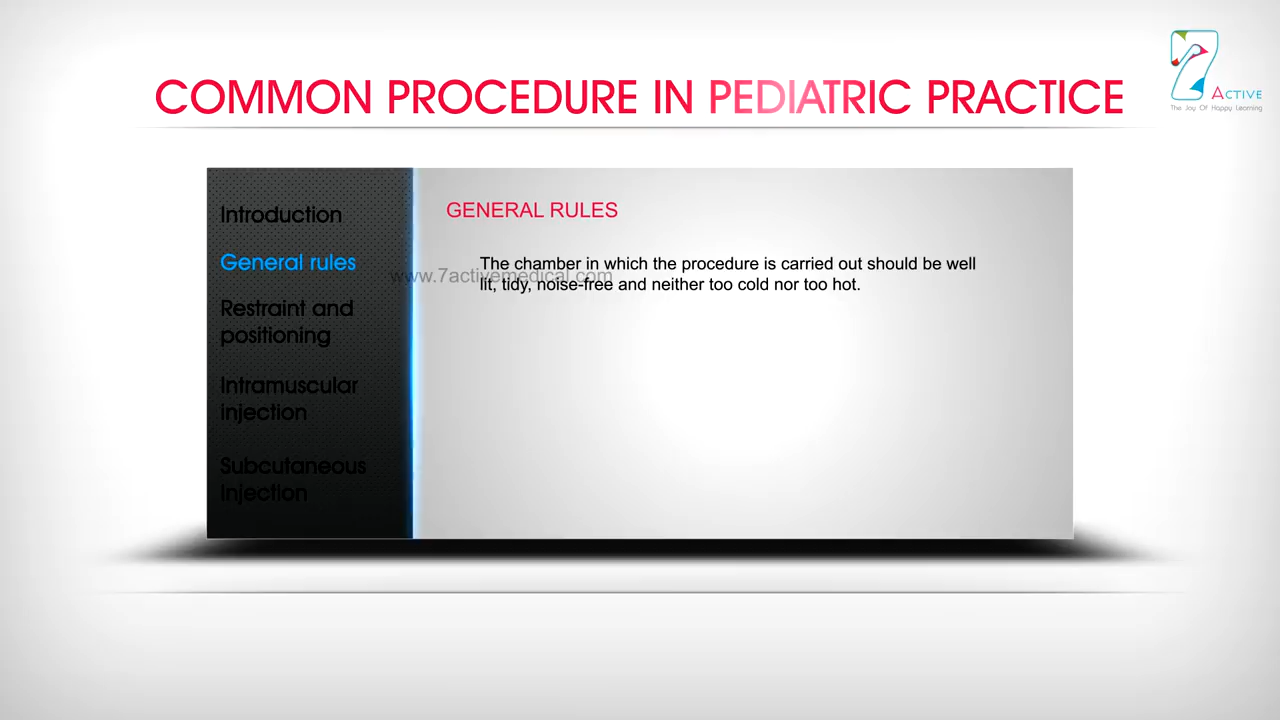 COMMON PROCEDURE IN PEDIATRIC PRACTICE
7 ACTIVE
The Joy Of Happy Learning
Introduction
General rules
Restraint and
positioning
Intramuscular
injection
Subcutaneous
injection
GENERAL RULES
The chamber in which the procedure is carried out should be well
lit, tidy, noise-free and neither too cold nor too hot.
www.7activemedical.com